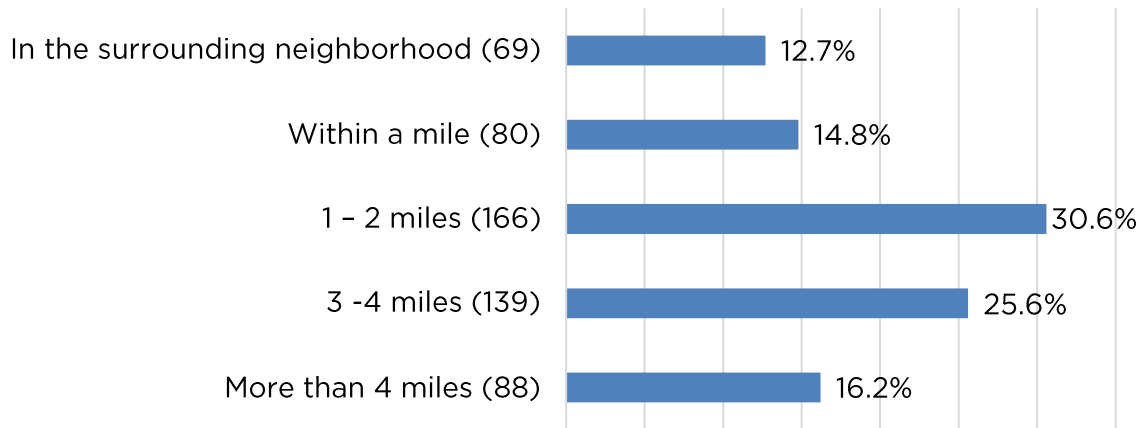 In the surrounding neighborhood (69) 12.7%
Within a mile (80) 14.8%
1 – 2 miles (166) 30.6%
3 -4 miles (139) 25.6%
More than 4 miles (88) 16.2%